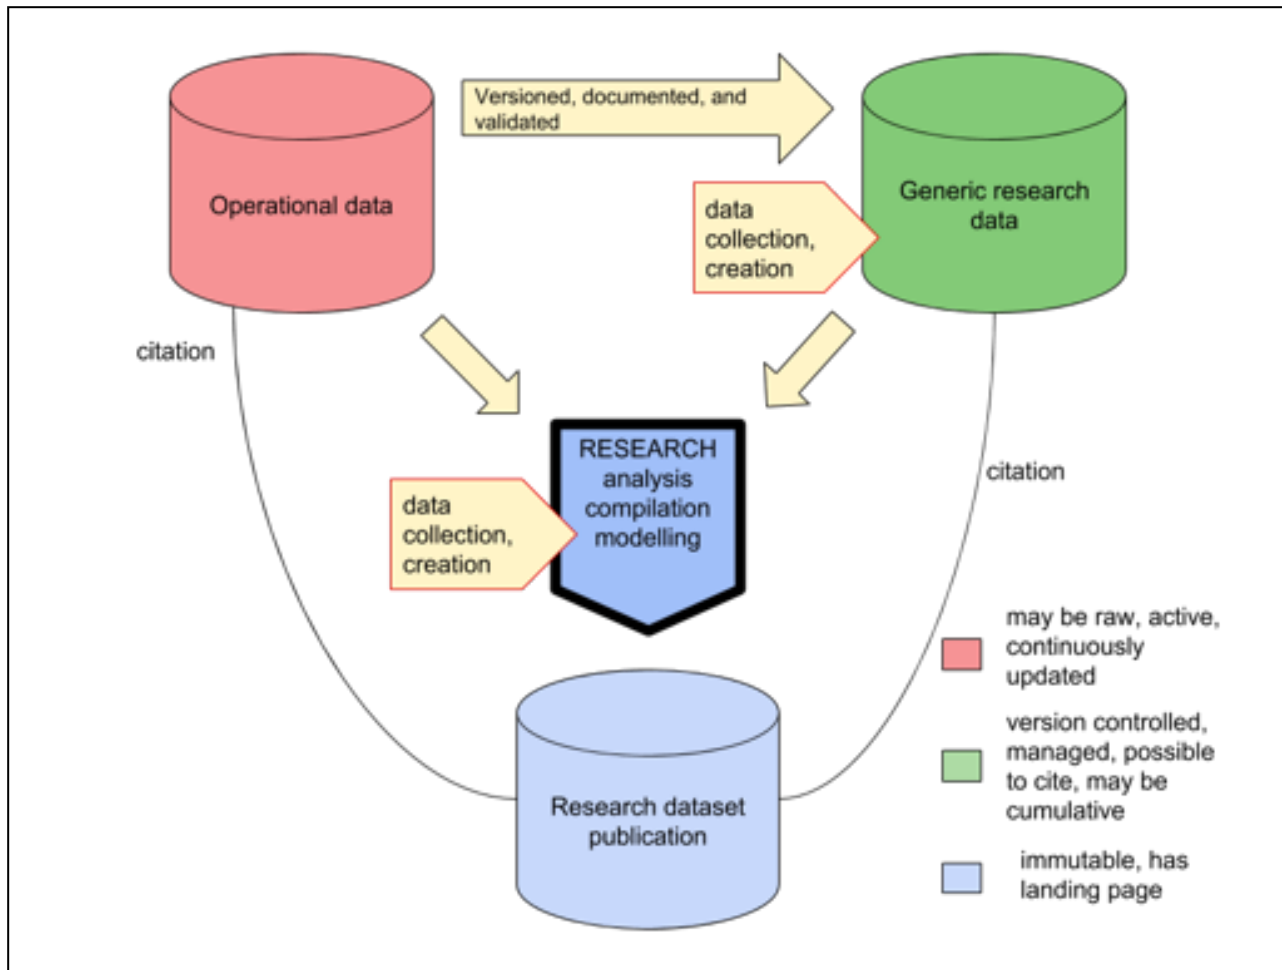 Versioned, documented, and
validated
Operational data
Generic research
data
data
collection,
creation
citation
RESEARCH
analysis
compilation
modelling
data
collection,
creation
citation
Research dataset
publication
may be raw, active,
continuously
updated
version controlled,
managed, possible
to cite, may be
cumulative
immutable, has
landing page